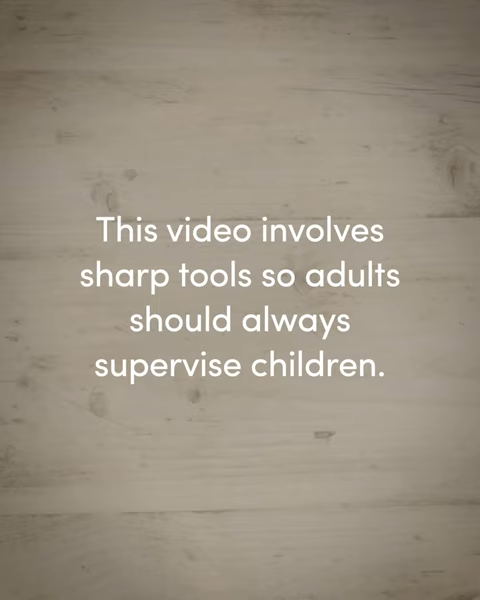 This video involves
sharp tools so adults
should always
supervise children.